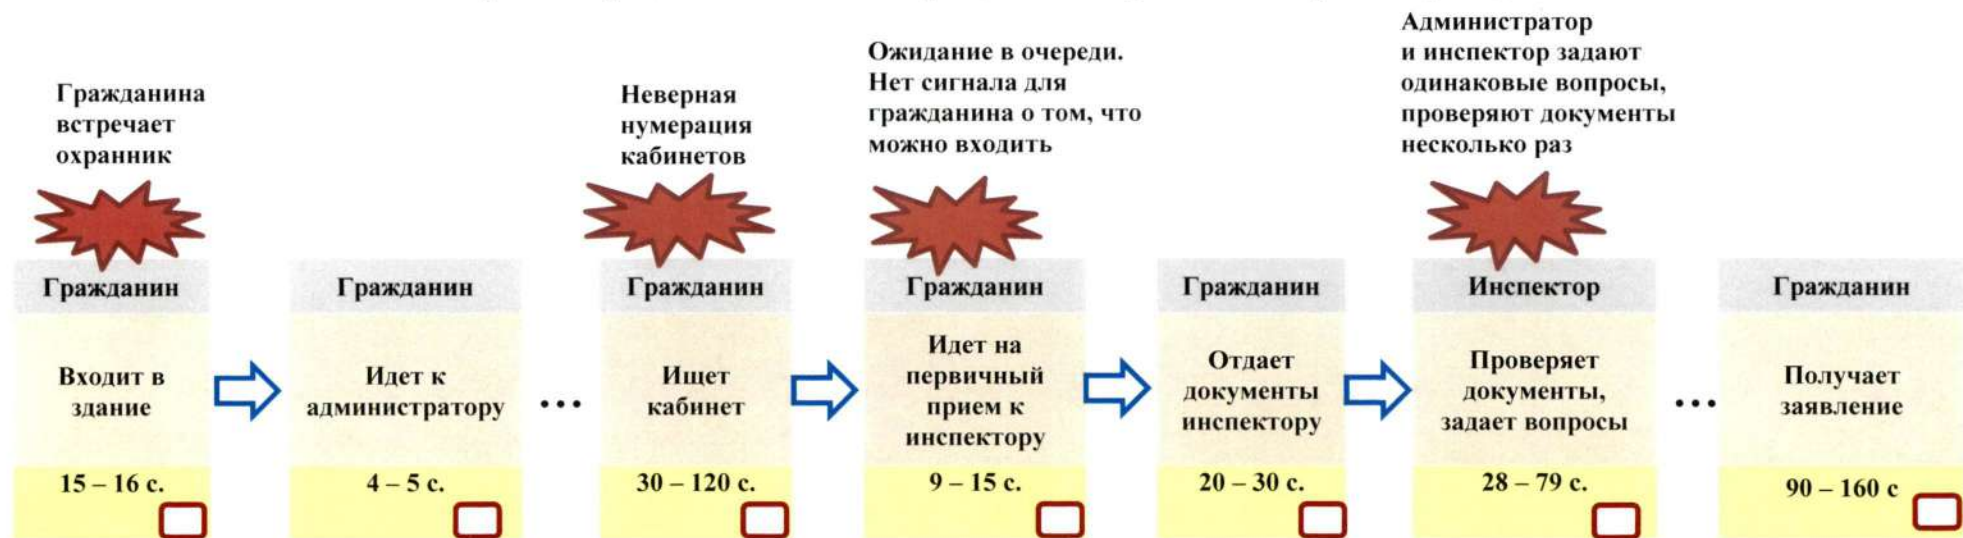 Гражданина
встречает
охранник
Неверная
нумерация
кабинетов
Ожидание в очереди.
Нет сигнала для
гражданина о том, что
можно входить
Администратор
и инспектор задают
одинаковые вопросы,
проверяют документы
несколько раз
Гражданин
Входит в
здание
15 – 16 с.
Гражданин
Идет к
администратору
4 – 5 с.
...
Гражданин
Ищет
кабинет
30 – 120 с.
Гражданин
Идет на
первичный
прием к
инспектору
9 – 15 с.
Гражданин
Отдает
документы
инспектору
20 – 30 с.
Инспектор
Проверяет
документы,
задает вопросы
28 – 79 с.
...
Гражданин
Получает
заявление
90 – 160 с